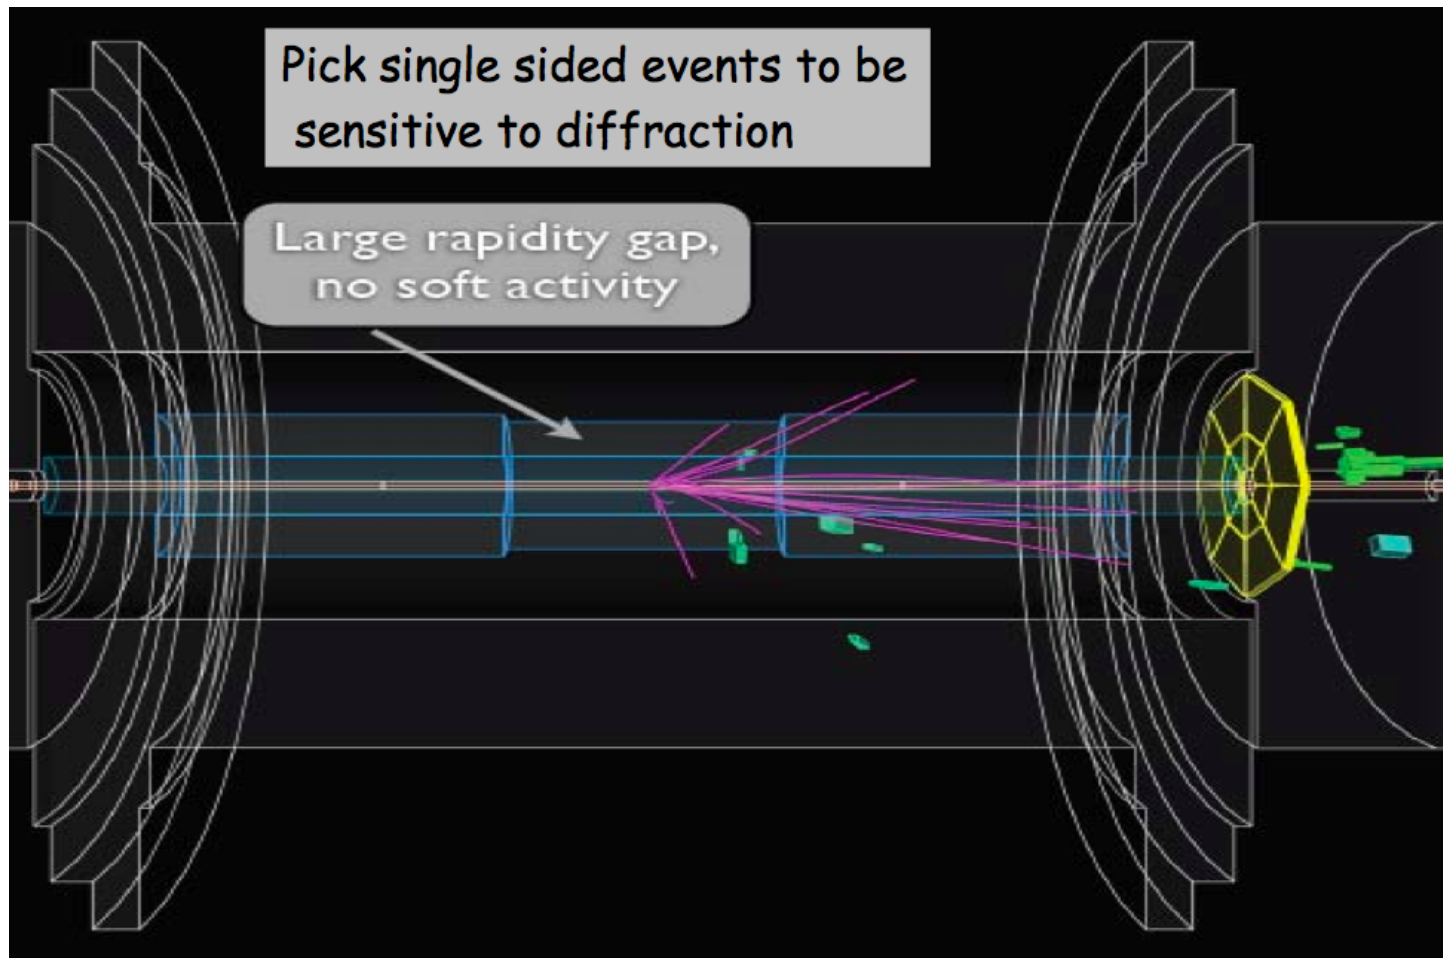 Pick single sided events to be
sensitive to diffraction
Large rapidity gap,
no soft activity